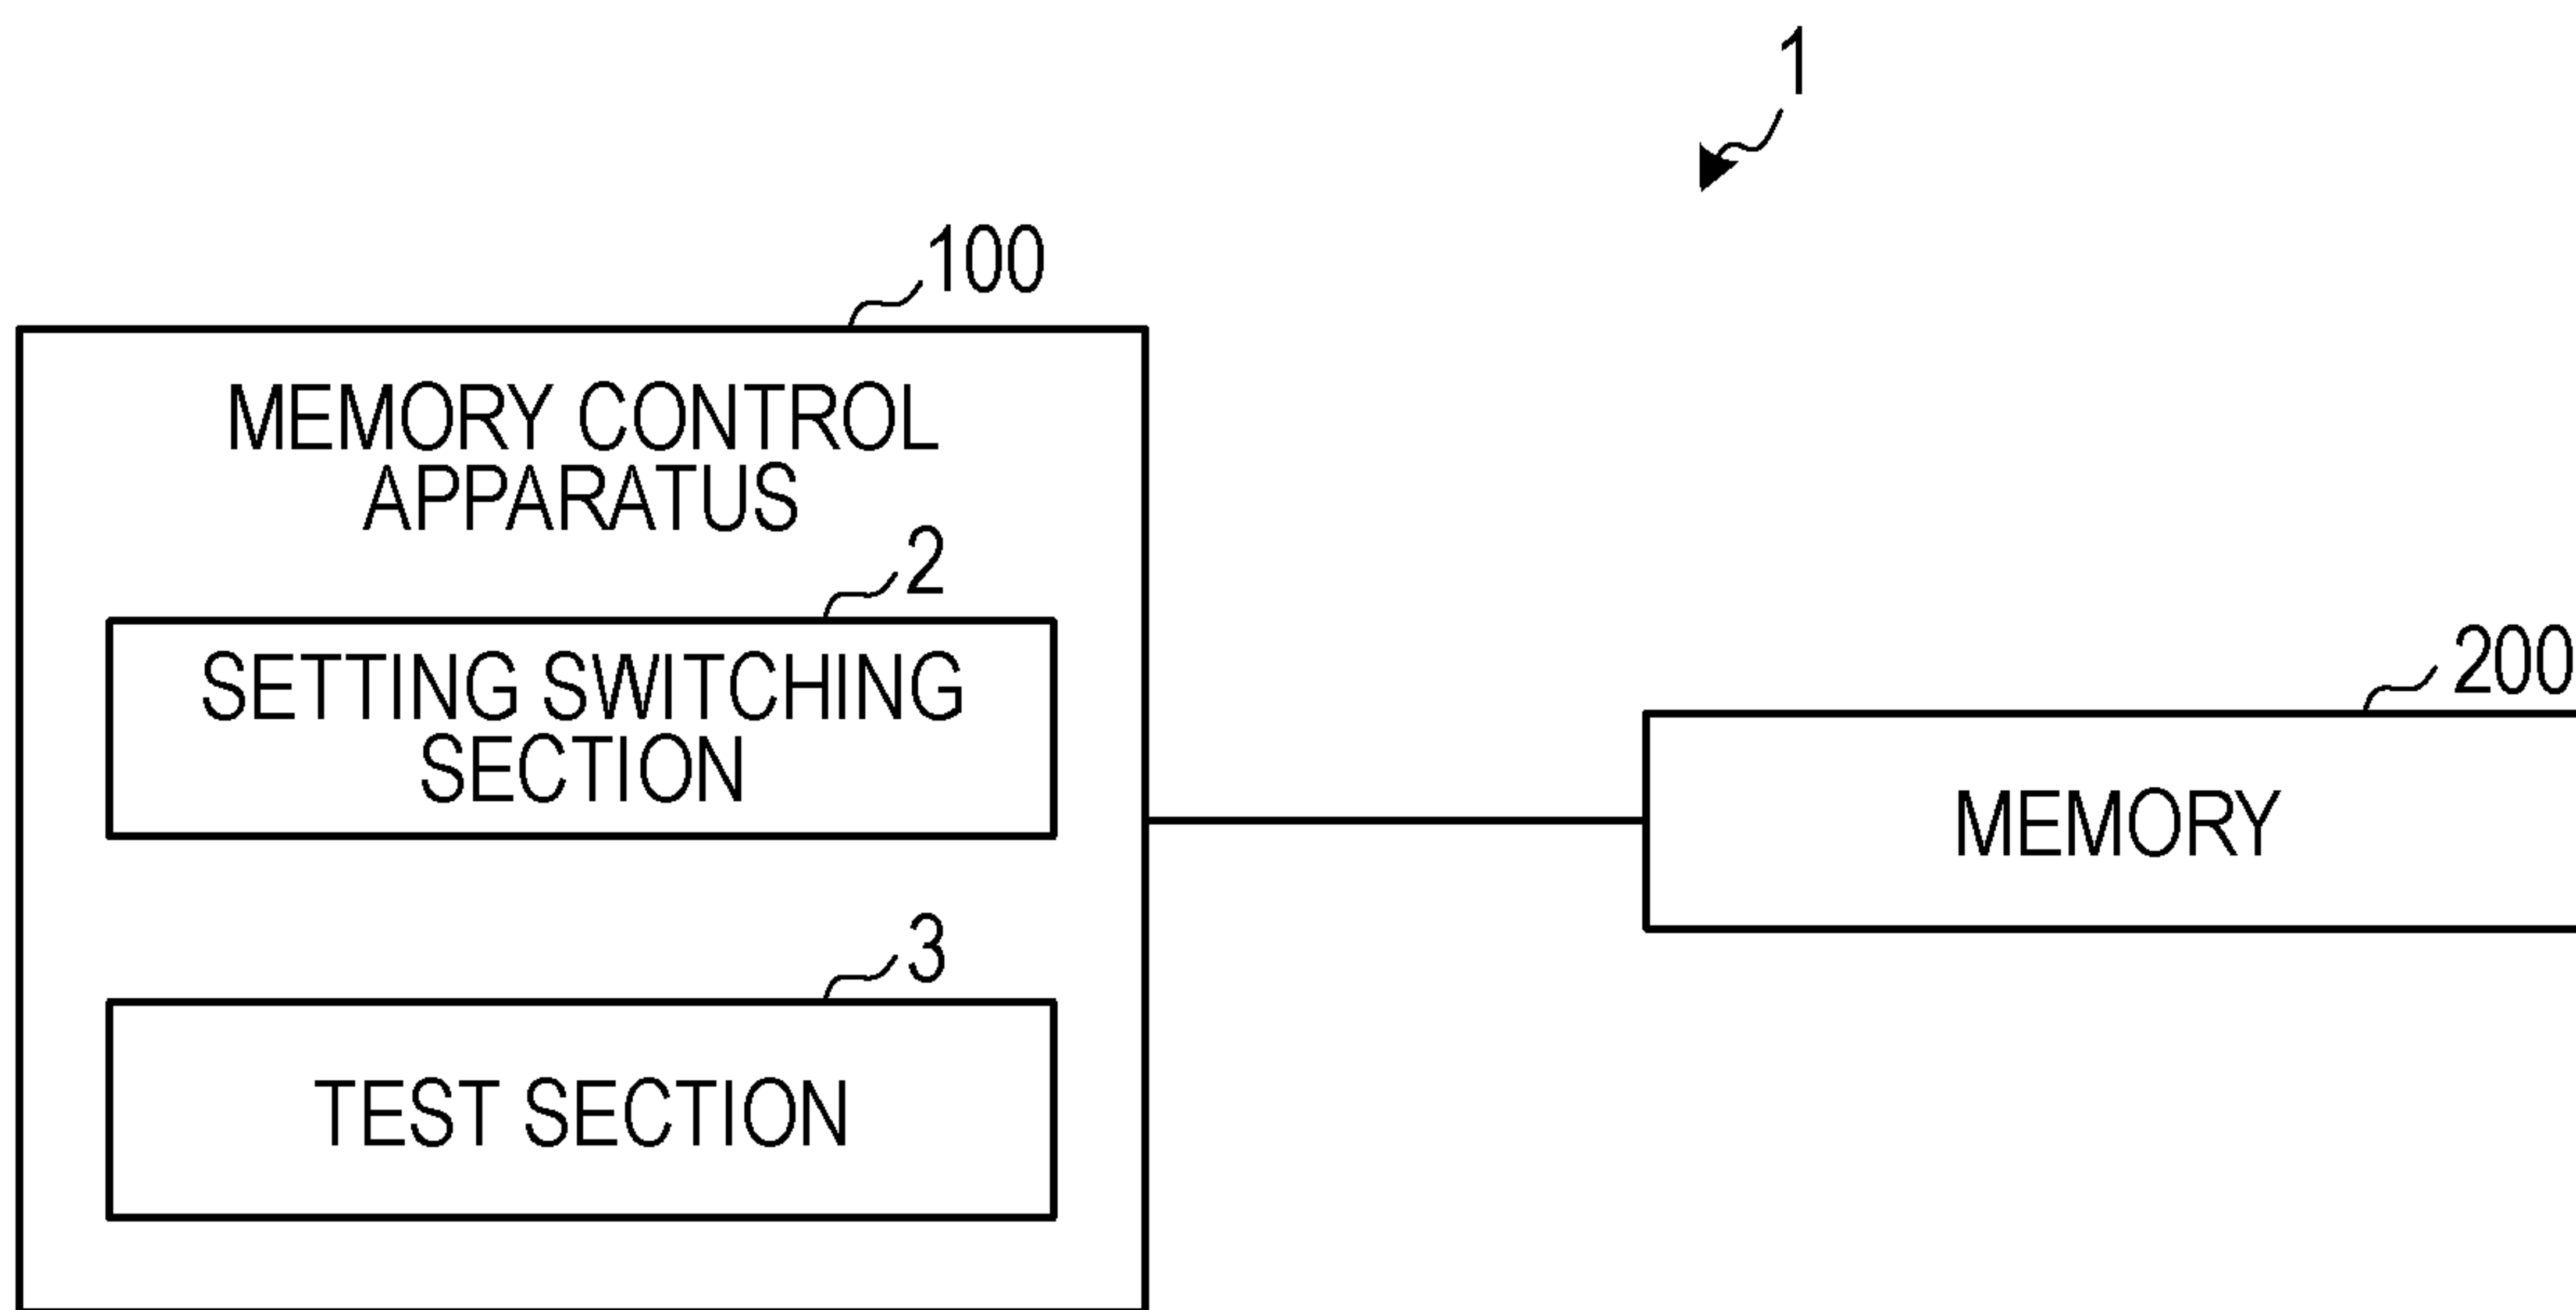 1
100
MEMORY CONTROL
APPARATUS
2
SETTING SWITCHING
SECTION
200
MEMORY
3
TEST SECTION